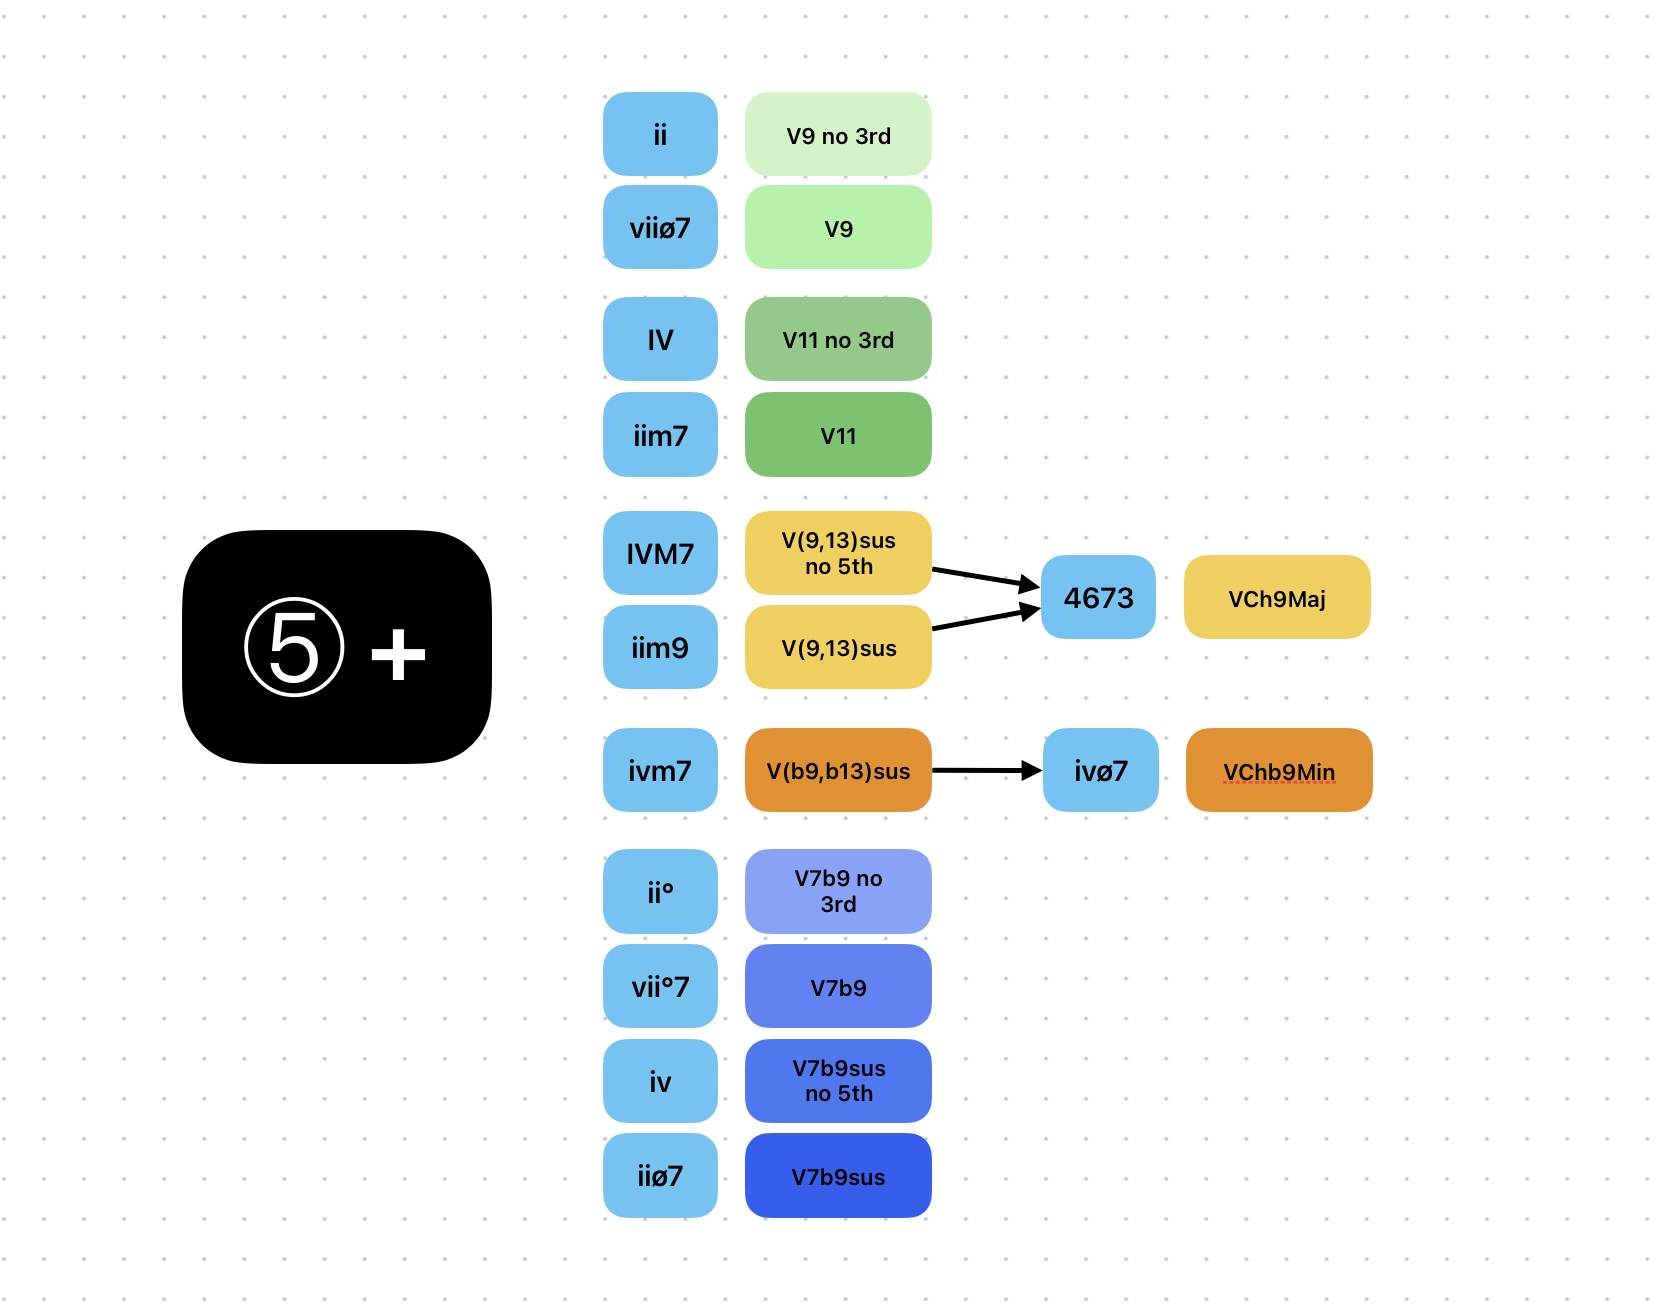 ii
V9 no 3rd
viiø7
V9
IV
V11 no 3rd
iim7
V11
⑤ +
IVM7
V(9,13)sus
no 5th
iim9
V(9,13)sus
4673
VCh9Maj
ivm7
V(b9,b13)sus
ivø7
VChb9Min
ii°
V7b9 no
3rd
vii°7
V7b9
iv
V7b9sus
no 5th
iiø7
V7b9sus